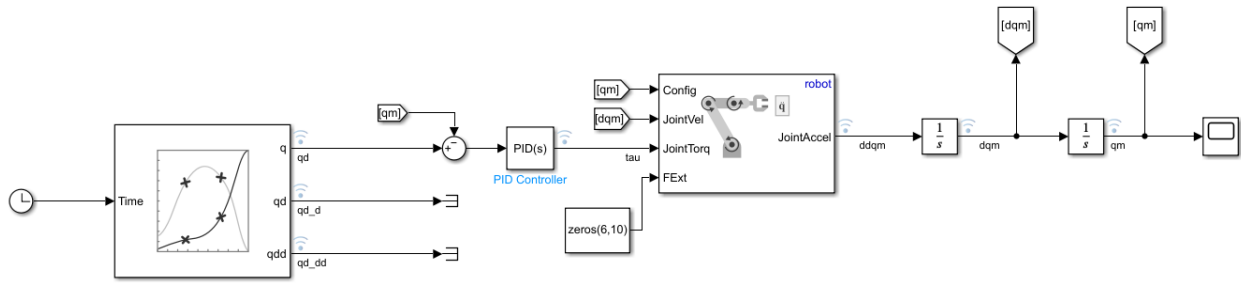 [dqm]
[qm]
robot
[qm]
Config
q̈
[qm]
[dqm]
JointVel
q
qd
+
−
PID(s)
tau
JointTorq
JointAccel
ddqm
1
s
dqm
1
s
qm
PID Controller
FExt
Time
qd
qd_d
zeros(6,10)
qdd
qd_dd